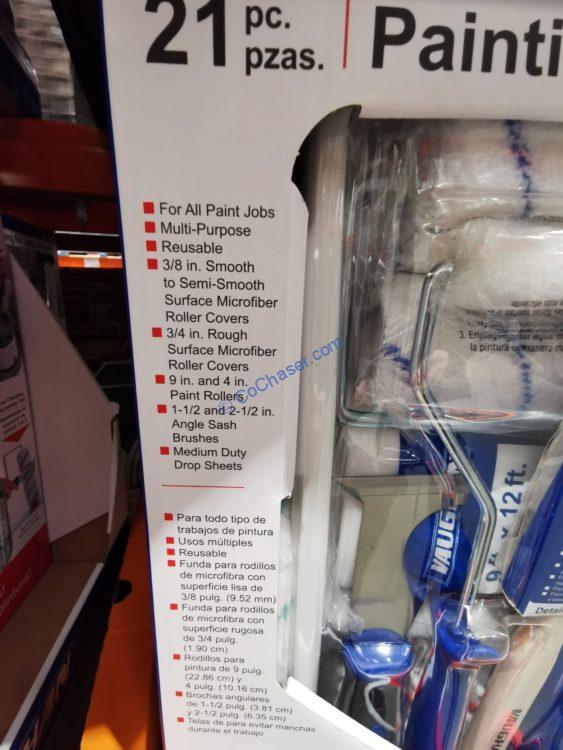 21 pc.
pzas.
Painti
For All Paint Jobs
Multi-Purpose
Reusable
3/8 in. Smooth
to Semi-Smooth
Surface Microfiber
Roller Covers
3/4 in. Rough
Surface Microfiber
Roller Covers
9 in. and 4 in.
Paint Rollers
1-1/2 and 2-1/2 in.
Angle Sash
Brushes
Medium Duty
Drop Sheets
Para todo tipo de
trabajos de pintura
Usos múltiples
Reusable
Funda para rodillos
de microfibra con
superficie lisa de
3/8 pulg. (9.52 mm)
Funda para rodillos
de microfibra con
superficie rugosa
de 3/4 pulg.
(1.90 cm)
Rodillos para
pintura de 9 pulg.
(22.86 cm) y
4 pulg. (10.16 cm)
Brochas angulares
de 1-1/2 pulg. (3.81 cm)
y 2-1/2 pulg. (6.35 cm)
Telas de para evitar manchas
durante el trabajo
© CoChaser.com
la pintura
VAUG
12 ft.
Detai
VAUG